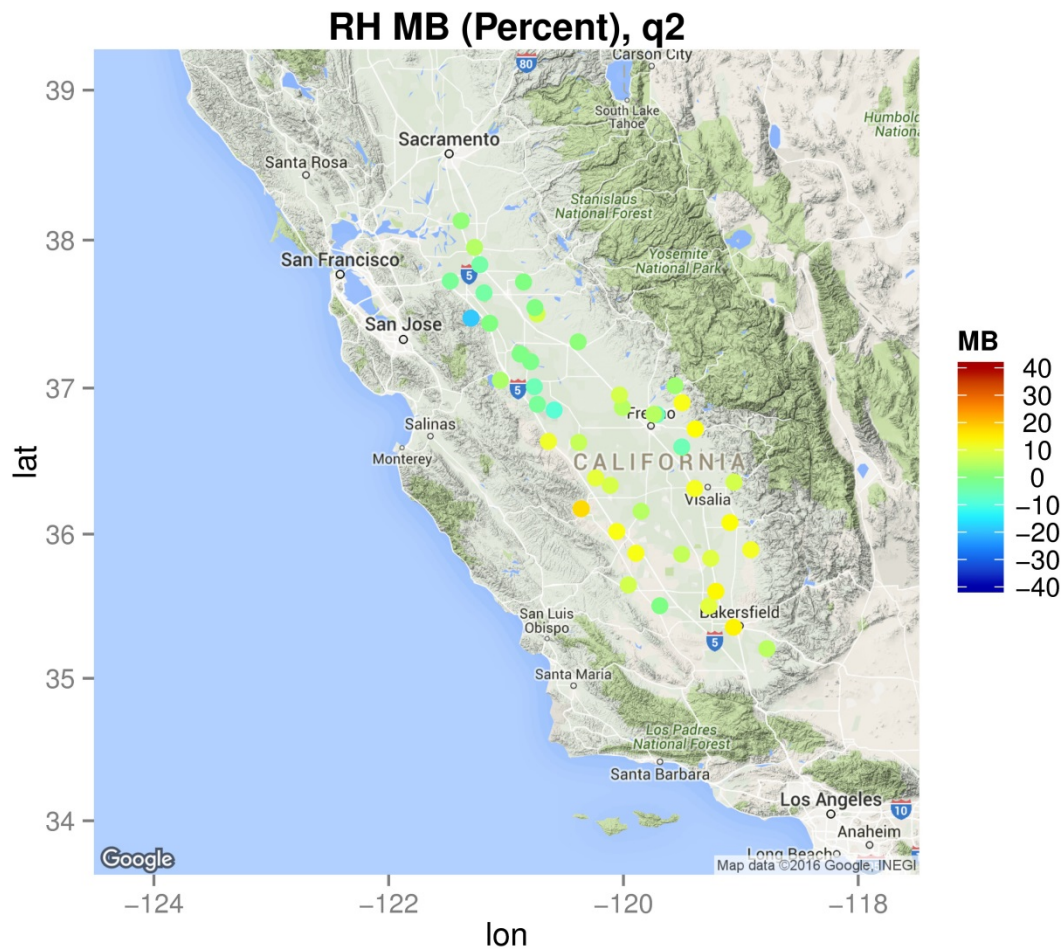 RH MB (Percent), q2
39
38
37
36
35
34
lat
−124
−122
−120
−118
lon
80
Carson City
South Lake
Tahoe
Sacramento
Santa Rosa
Stanislaus
National Forest
San Francisco
5
Yosemite
National Park
San Jose
5
Salinas
Monterey
CALIFORNIA
Visalia
San Luis
Obispo
Bakersfield
5
Santa Maria
Los Padres
National Forest
Santa Barbara
Los Angeles
10
Anaheim
Long Beach
Google
Map data ©2016 Google, INEGI
MB
40
30
20
10
0
−10
−20
−30
−40